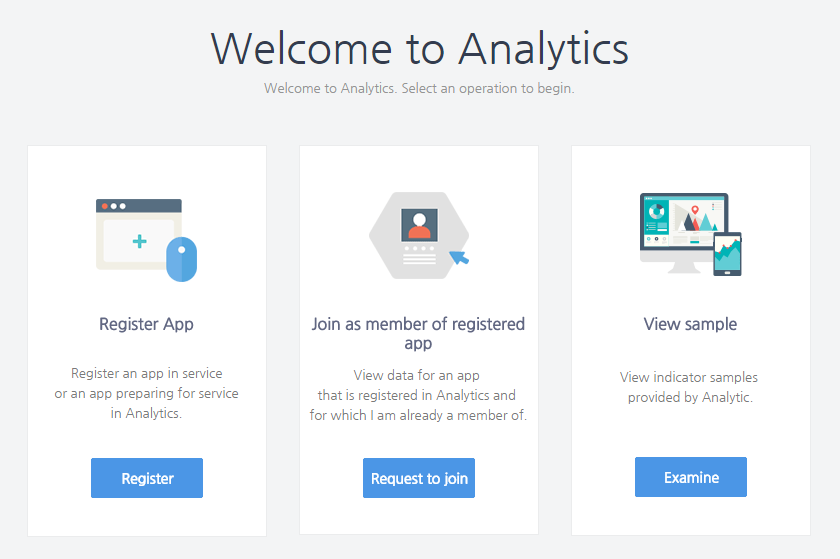 Welcome to Analytics
Welcome to Analytics. Select an operation to begin.
Register App
Register an app in service
or an app preparing for service
in Analytics.
Register
Join as member of registered
app
View data for an app
that is registered in Analytics and
for which I am already a member of.
Request to join
View sample
View indicator samples
provided by Analytic.
Examine